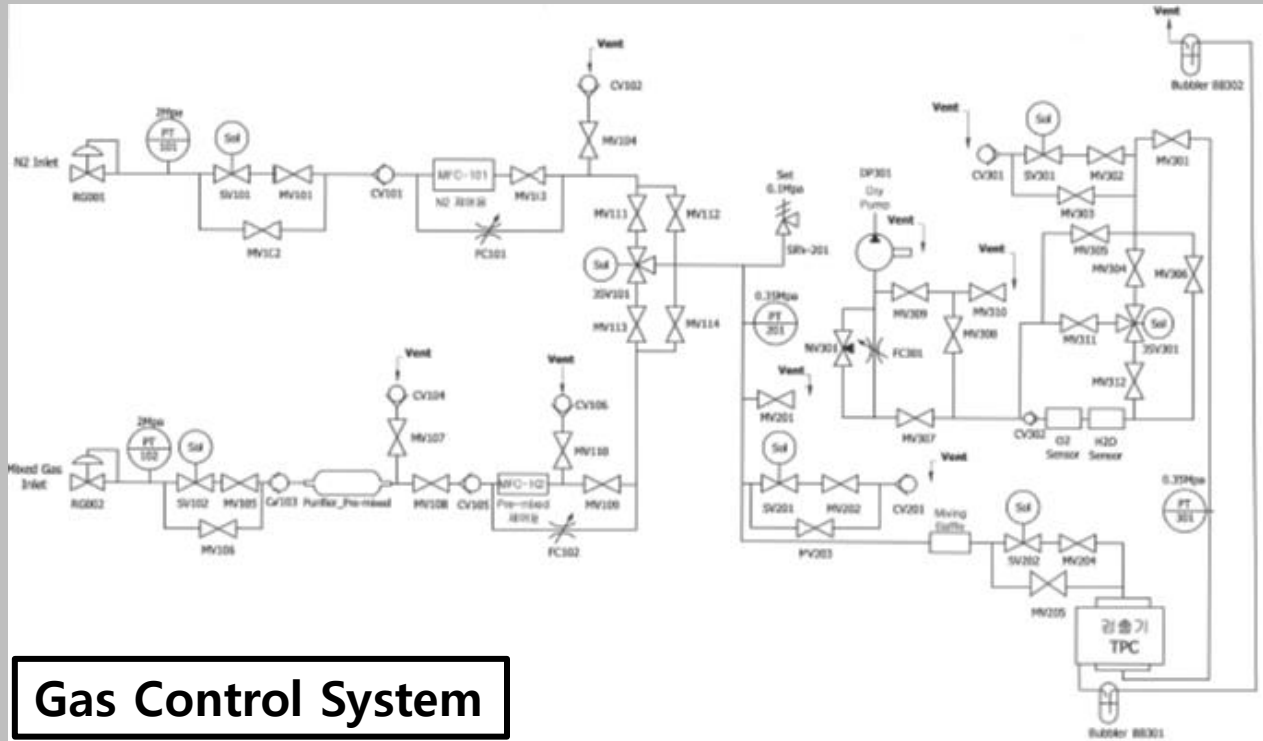 Vent
Bubbler BB302
Vent
CV102
MV104
2Mpa
PT
101
Sol
N2 Inlet
RG001
SV101
MV101
MV102
CV101
MFC-101
N2 제어용
MV103
FC101
MV111
MV112
Sol
3SV101
MV113
MV114
Set
0.1Mpa
SRV-201
0.35Mpa
PT
201
Vent
MV201
DP301
Dry
Pump
Vent
Vent
MV309
MV310
MV308
NV301
FC301
MV307
Vent
Sol
CV301
SV301
MV302
MV301
MV303
MV305
MV304
MV306
MV311
Sol
3SV301
MV312
CV302
O2
Sensor
H2O
Sensor
0.35Mpa
PT
301
Vent
CV104
MV107
Vent
CV106
MV110
2Mpa
PT
102
Sol
Mixed Gas
Inlet
RG002
SV102
MV105
MV106
CV103
Purifier_Pre-mixed
MV108
CV105
MFC-102
Pre-mixed
제어용
MV109
FC102
Sol
SV201
MV202
CV201
Vent
MV203
Mixing
Baffle
Sol
SV202
MV204
MV205
검출기
TPC
Bubbler BB301
Gas Control System